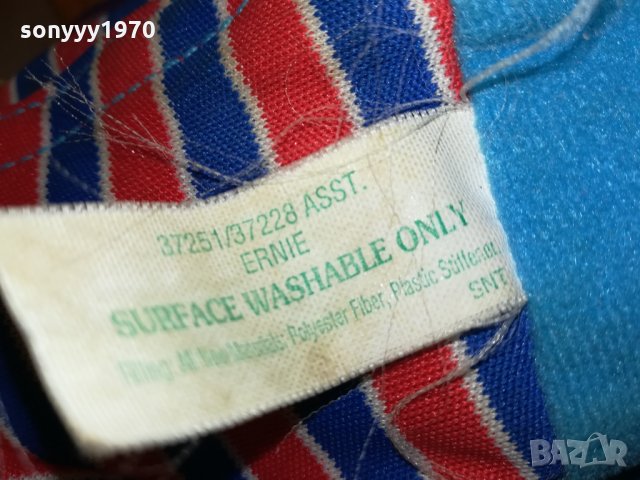 sonyyy1970
37251/37228 ASST.
ERNIE
SURFACE WASHABLE ONLY
Filling: All New Materials: Polyester Fiber, Plastic Stiffener
SNT
BAZAR